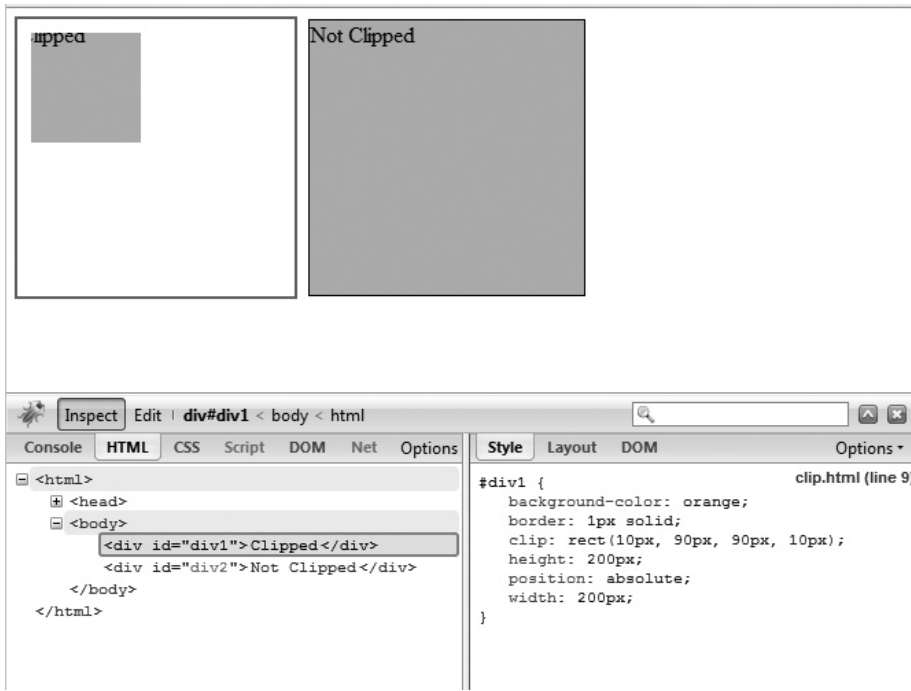 lipped
Not Clipped
Inspect Edit div#div1 < body < html
Console HTML CSS Script DOM Net Options
Style Layout DOM Options
<html>
<head>
<body>
<div id="div1">Clipped</div>
<div id="div2">Not Clipped</div>
</body>
</html>
clip.html (line 9)
#div1 {
background-color: orange;
border: 1px solid;
clip: rect(10px, 90px, 90px, 10px);
height: 200px;
position: absolute;
width: 200px;
}